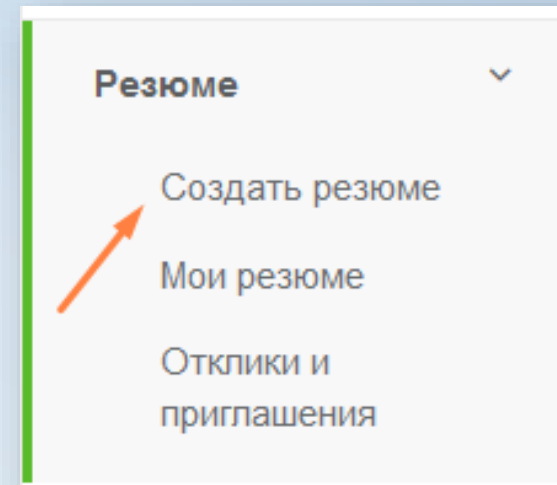 Резюме
Создать резюме
Мои резюме
Отклики и
приглашения